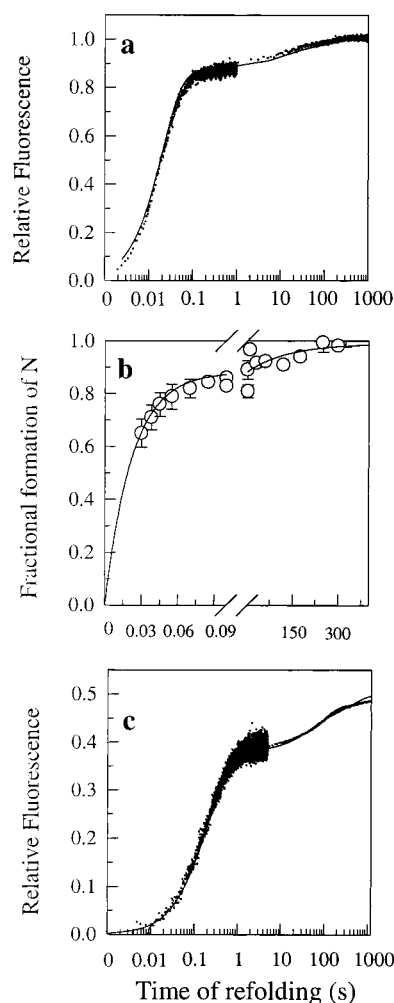 a
Relative Fluorescence
1.0
0.8
0.6
0.4
0.2
0.0
0 0.01 0.1 1 10 100 1000
b
Fractional formation of N
1.0
0.8
0.6
0.4
0.2
0.0
0 0.03 0.06 0.09 150 300
c
Relative Fluorescence
0.5
0.4
0.3
0.2
0.1
0.0
0 0.01 0.1 1 10 100 1000
Time of refolding (s)